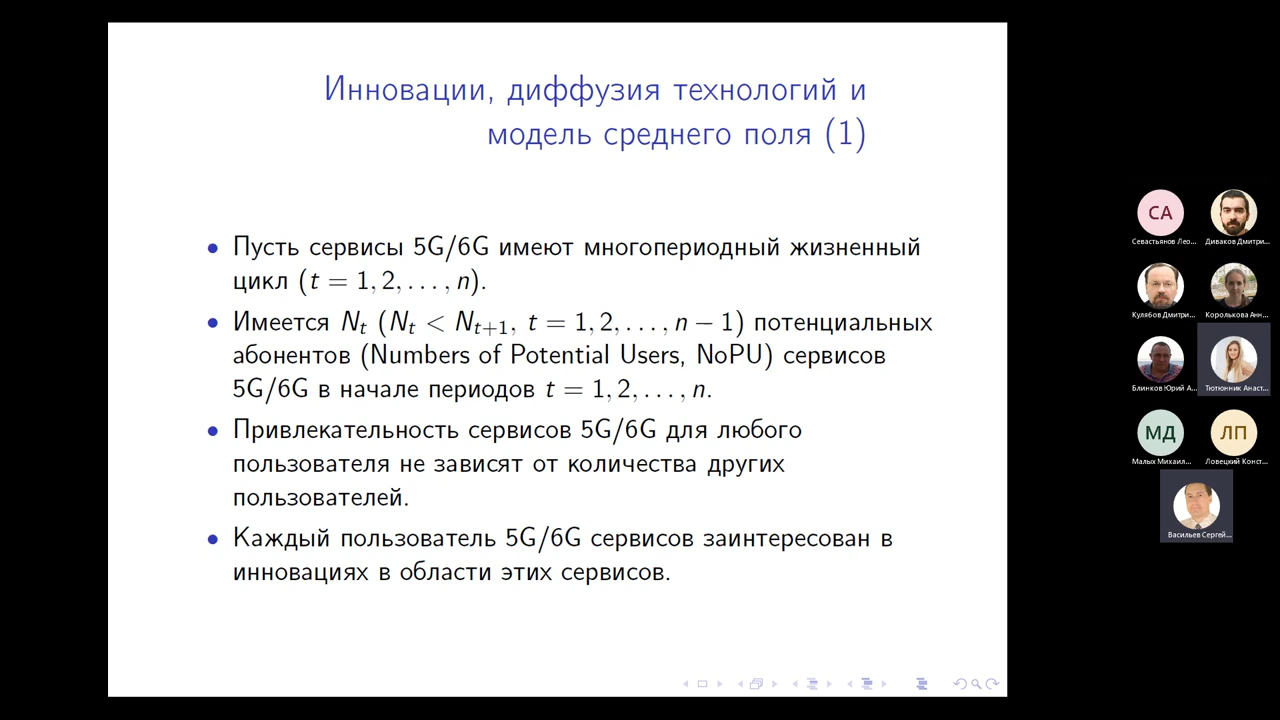 Инновации, диффузия технологий и
модель среднего поля (1)
• Пусть сервисы 5G/6G имеют многопериодный жизненный
цикл (t = 1, 2, . . . , n).
• Имеется Nₜ (Nₜ < Nₜ₊₁, t = 1, 2, . . . , n − 1) потенциальных
абонентов (Numbers of Potential Users, NoPU) сервисов
5G/6G в начале периодов t = 1, 2, . . . , n.
• Привлекательность сервисов 5G/6G для любого
пользователя не зависят от количества других
пользователей.
• Каждый пользователь 5G/6G сервисов заинтересован в
инновациях в области этих сервисов.
СА
Севастьянов Лео...
Диваков Дмитри...
Кулябов Дмитри...
Королькова Анн...
Блинков Юрий А...
Тютюнник Анаст...
МД
Малых Михаил...
ЛП
Ловецкий Конст...
Васильев Сергей...